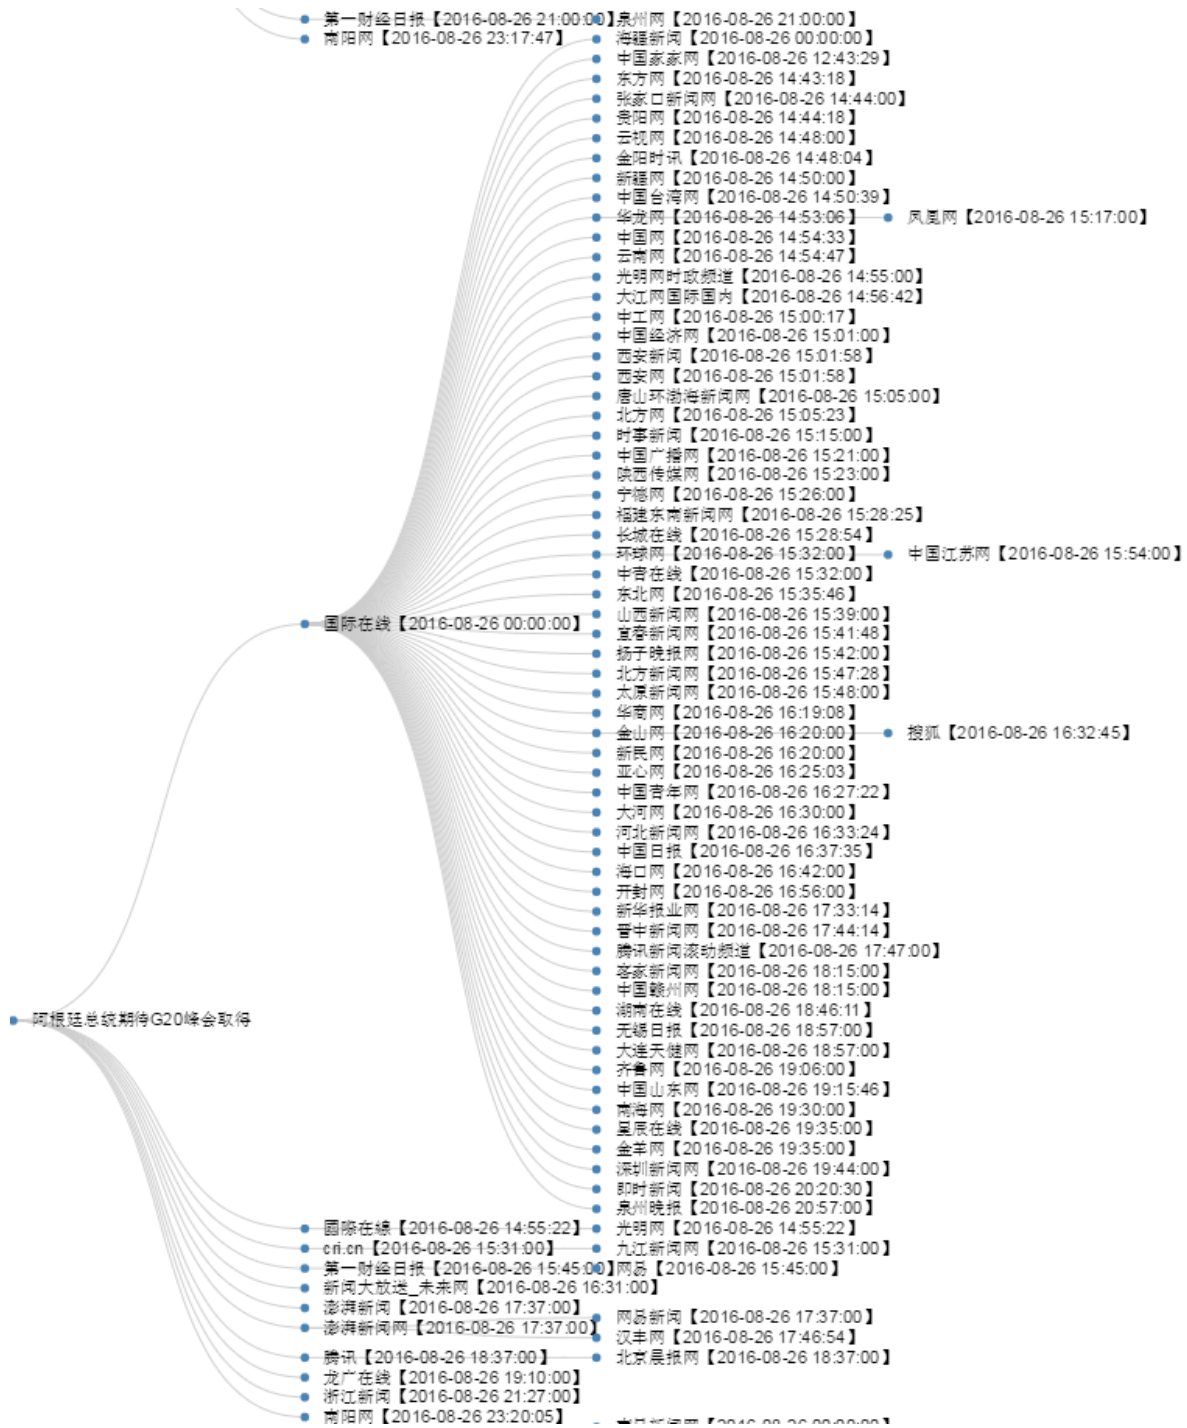 第一财经日报【2016-08-26 21:00:00】泉州网【2016-08-26 21:00:00】
南阳网【2016-08-26 23:17:47】 海疆新闻【2016-08-26 00:00:00】
中国家家网【2016-08-26 12:43:29】
东方网【2016-08-26 14:43:18】
张家口新闻网【2016-08-26 14:44:00】
贵阳网【2016-08-26 14:44:18】
云视网【2016-08-26 14:48:00】
金阳时讯【2016-08-26 14:48:04】
新疆网【2016-08-26 14:50:00】
中国台湾网【2016-08-26 14:50:39】
华龙网【2016-08-26 14:53:06】 凤凰网【2016-08-26 15:17:00】
中国网【2016-08-26 14:54:33】
云南网【2016-08-26 14:54:47】
光明网时政频道【2016-08-26 14:55:00】
大江网国际国内【2016-08-26 14:56:42】
中工网【2016-08-26 15:00:17】
中国经济网【2016-08-26 15:01:00】
西安新闻【2016-08-26 15:01:58】
西安网【2016-08-26 15:01:58】
唐山环渤海新闻网【2016-08-26 15:05:00】
北方网【2016-08-26 15:05:23】
时事新闻【2016-08-26 15:15:00】
中国广播网【2016-08-26 15:21:00】
陕西传媒网【2016-08-26 15:23:00】
宁德网【2016-08-26 15:26:00】
福建东南新闻网【2016-08-26 15:28:25】
长城在线【2016-08-26 15:28:54】
环球网【2016-08-26 15:32:00】 中国江苏网【2016-08-26 15:54:00】
中青在线【2016-08-26 15:32:00】
东北网【2016-08-26 15:35:46】
山西新闻网【2016-08-26 15:39:00】
国际在线【2016-08-26 00:00:00】 宜春新闻网【2016-08-26 15:41:48】
扬子晚报网【2016-08-26 15:42:00】
北方新闻网【2016-08-26 15:47:28】
太原新闻网【2016-08-26 15:48:00】
华商网【2016-08-26 16:19:08】
金山网【2016-08-26 16:20:00】 搜狐【2016-08-26 16:32:45】
新民网【2016-08-26 16:20:00】
亚心网【2016-08-26 16:25:03】
中国青年网【2016-08-26 16:27:22】
大河网【2016-08-26 16:30:00】
河北新闻网【2016-08-26 16:33:24】
中国日报【2016-08-26 16:37:35】
海口网【2016-08-26 16:42:00】
开封网【2016-08-26 16:56:00】
新华报业网【2016-08-26 17:33:14】
晋中新闻网【2016-08-26 17:44:14】
腾讯新闻滚动频道【2016-08-26 17:47:00】
客家新闻网【2016-08-26 18:15:00】
中国赣州网【2016-08-26 18:15:00】
湖南在线【2016-08-26 18:46:11】
阿根廷总统期待G20峰会取得 无锡日报【2016-08-26 18:57:00】
大连天健网【2016-08-26 18:57:00】
齐鲁网【2016-08-26 19:06:00】
中国山东网【2016-08-26 19:15:46】
南海网【2016-08-26 19:30:00】
星辰在线【2016-08-26 19:35:00】
金羊网【2016-08-26 19:35:00】
深圳新闻网【2016-08-26 19:44:00】
即时新闻【2016-08-26 20:20:30】
泉州晚报【2016-08-26 20:57:00】
國際在線【2016-08-26 14:55:22】 光明网【2016-08-26 14:55:22】
cri.cn【2016-08-26 15:31:00】 九江新闻网【2016-08-26 15:31:00】
第一财经日报【2016-08-26 15:45:00】网易【2016-08-26 15:45:00】
新闻大放送_未来网【2016-08-26 16:31:00】
澎湃新闻【2016-08-26 17:37:00】
网易新闻【2016-08-26 17:37:00】
澎湃新闻网【2016-08-26 17:37:00】
汉丰网【2016-08-26 17:46:54】
腾讯【2016-08-26 18:37:00】 北京晨报网【2016-08-26 18:37:00】
龙广在线【2016-08-26 19:10:00】
浙江新闻【2016-08-26 21:27:00】
南阳网【2016-08-26 23:20:05】